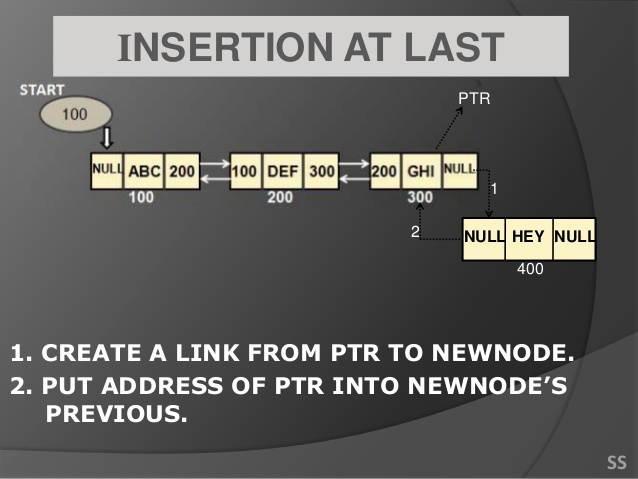 INSERTION AT LAST
START
100
PTR
NULL ABC 200
100 DEF 300
200 GHI NULL
100
200
300
1
2
NULL HEY NULL
400
1. CREATE A LINK FROM PTR TO NEWNODE.
2. PUT ADDRESS OF PTR INTO NEWNODE’S
PREVIOUS.
SS